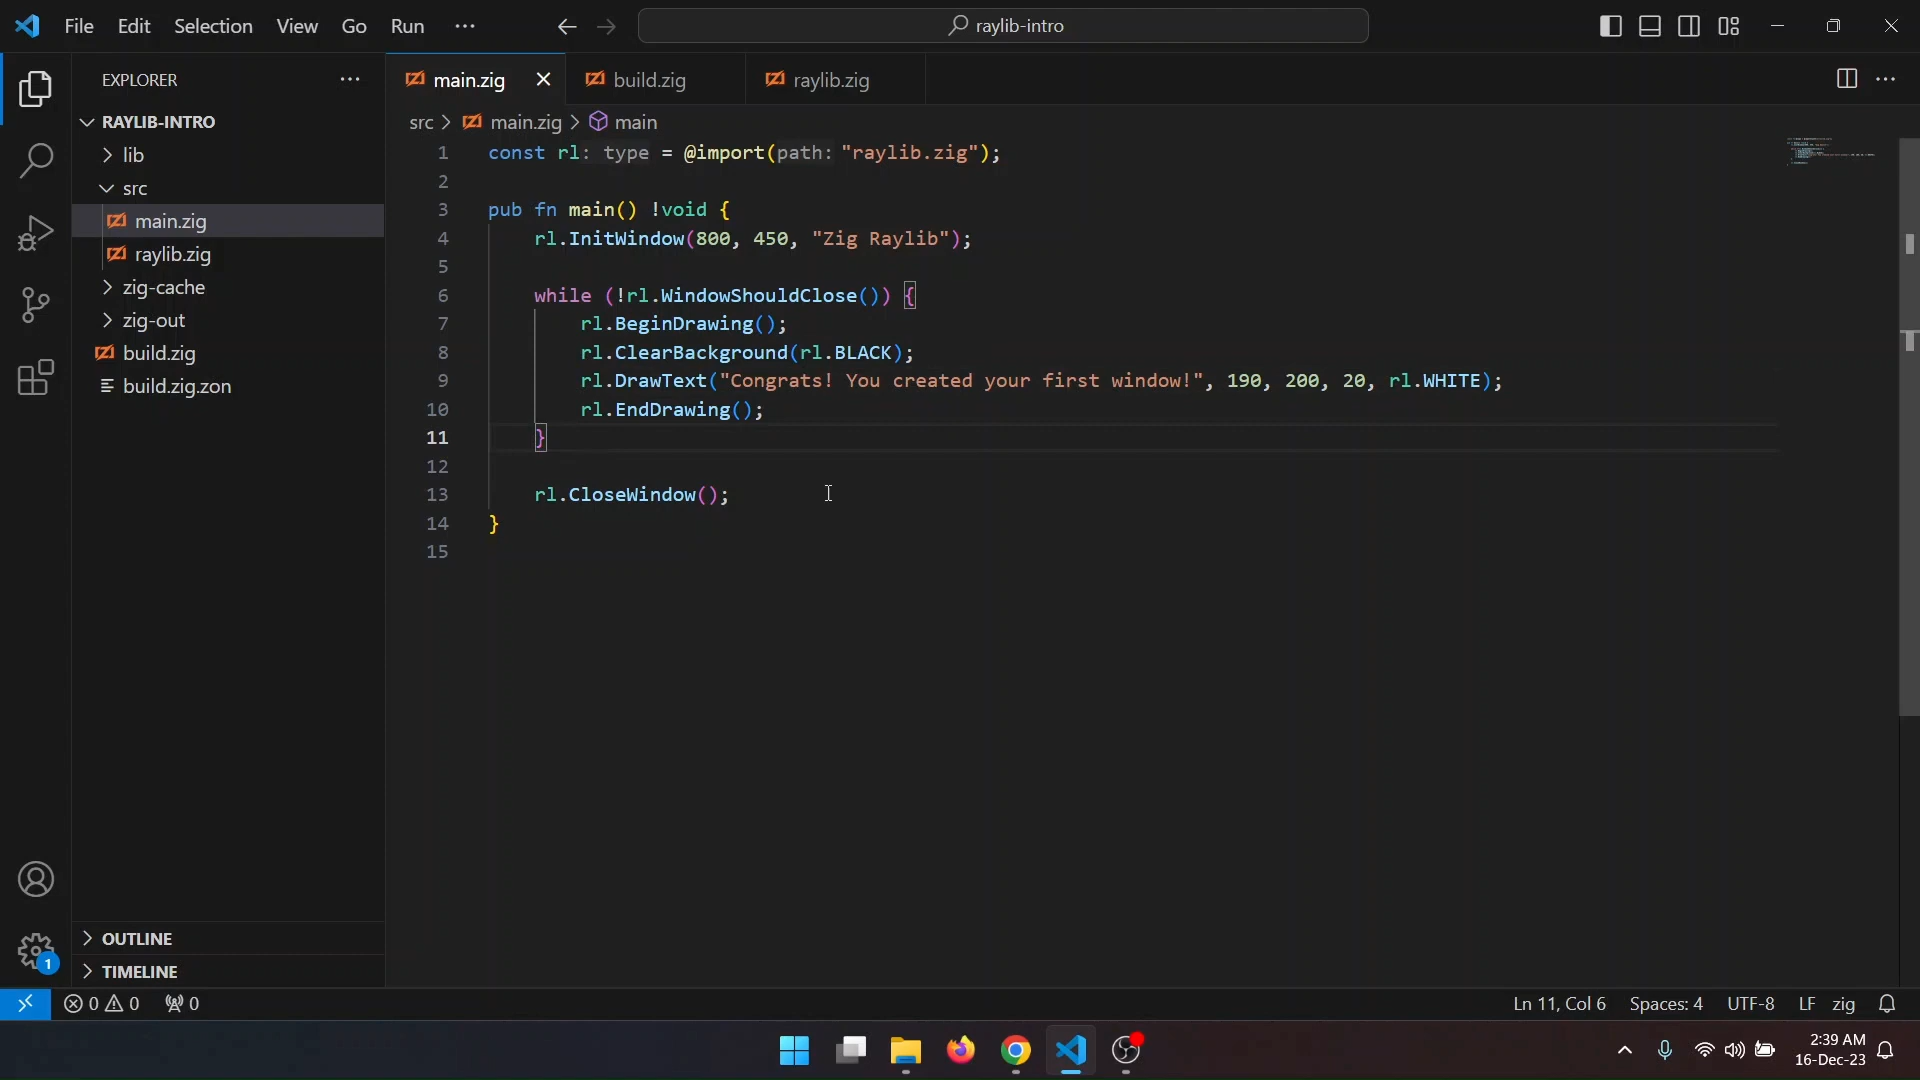 File Edit Selection View Go Run ···
raylib-intro
EXPLORER
RAYLIB-INTRO
lib
src
main.zig
raylib.zig
zig-cache
zig-out
build.zig
build.zig.zon
OUTLINE
TIMELINE
1
main.zig build.zig raylib.zig
src > main.zig > main
1 const rl: type = @import(path: "raylib.zig");
2
3 pub fn main() !void {
4 rl.InitWindow(800, 450, "Zig Raylib");
5
6 while (!rl.WindowShouldClose()) {
7 rl.BeginDrawing();
8 rl.ClearBackground(rl.BLACK);
9 rl.DrawText("Congrats! You created your first window!", 190, 200, 20, rl.WHITE);
10 rl.EndDrawing();
11 }
12
13 rl.CloseWindow();
14 }
15
0 0 0
Ln 11, Col 6 Spaces: 4 UTF-8 LF zig
2:39 AM
16-Dec-23